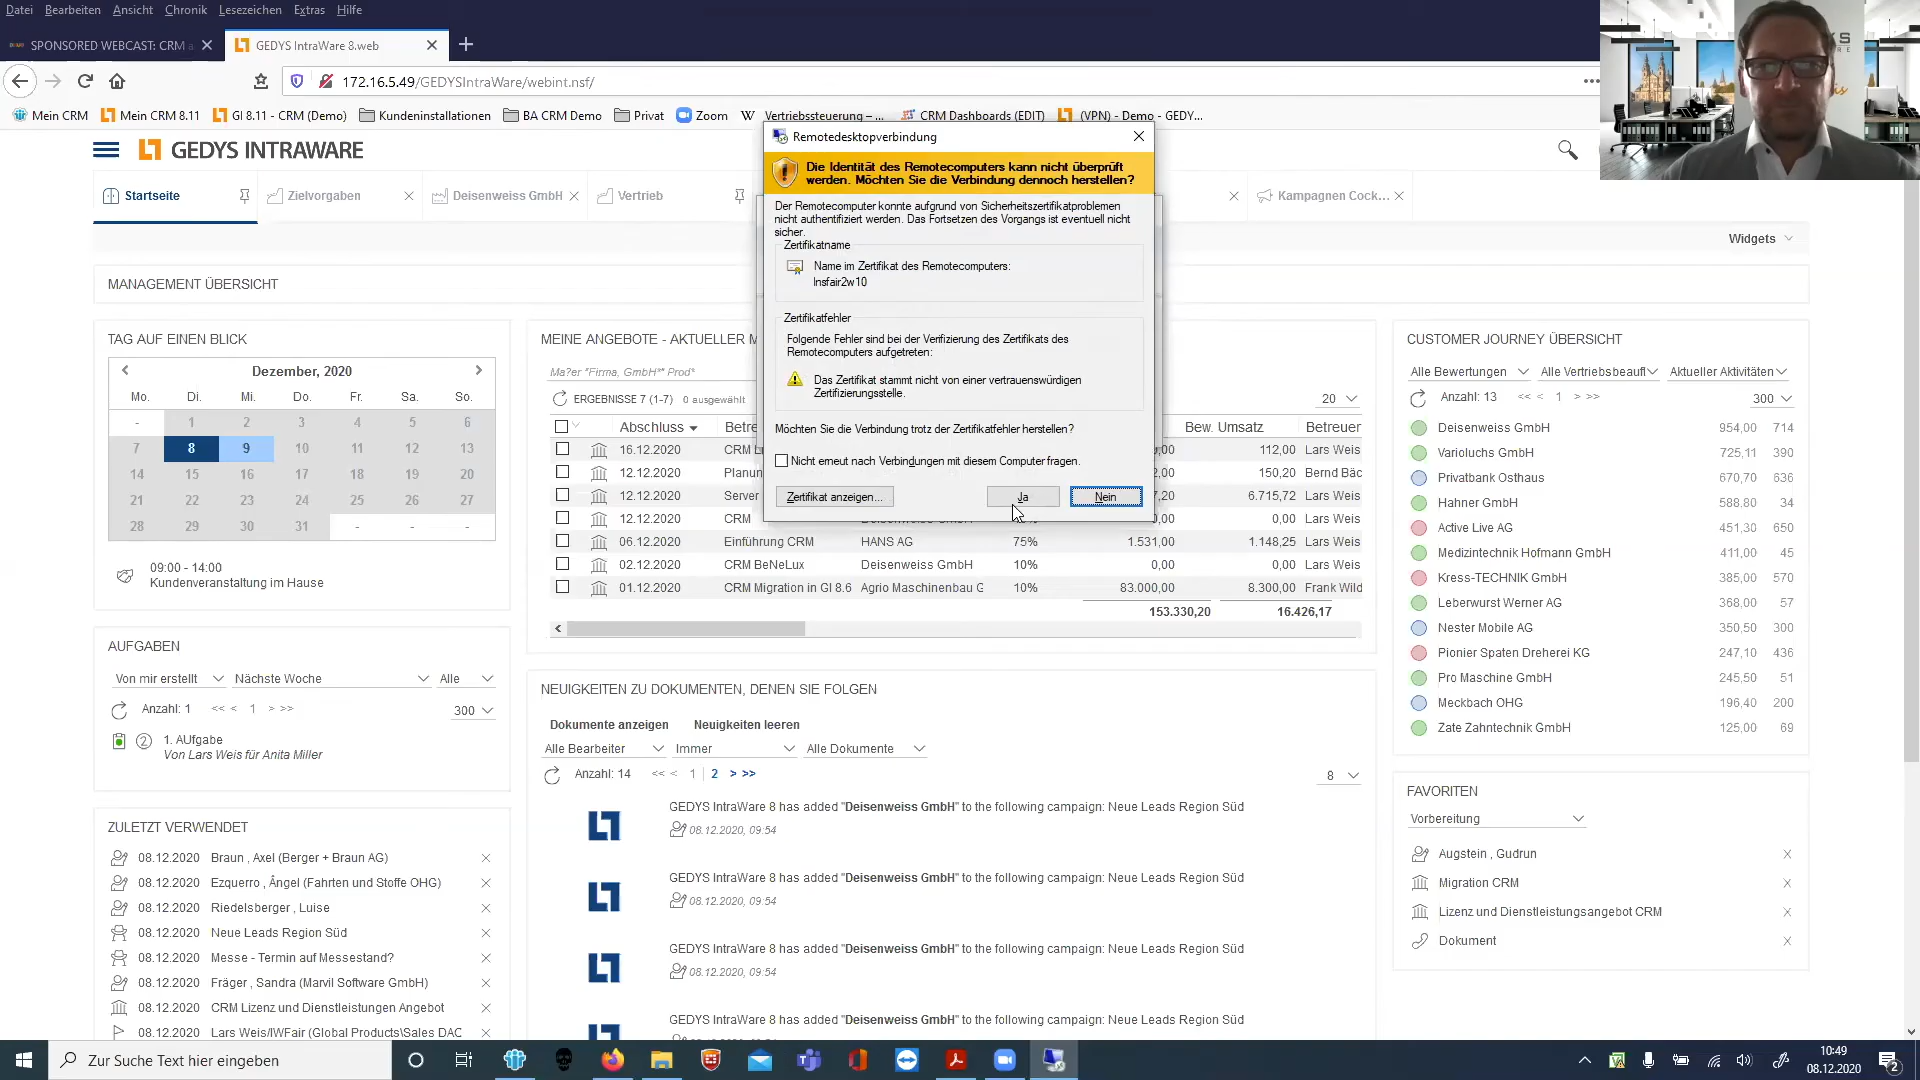 Datei Bearbeiten Ansicht Chronik Lesezeichen Extras Hilfe
SPONSORED WEBCAST: CRM
GEDYS IntraWare 8.web
172.16.5.49/GEDYSIntraWare/webint.nsf/
Mein CRM Mein CRM 8.11 GI 8.11 - CRM (Demo) Kundeninstallationen BA CRM Demo Privat Zoom Vertriebssteuerung – ... CRM Dashboards (EDIT) (VPN) - Demo - GEDY...
GEDYS INTRAWARE
Startseite Zielvorgaben Deisenweiss GmbH Vertrieb Kampagnen Cock...
Widgets
MANAGEMENT ÜBERSICHT
TAG AUF EINEN BLICK
Dezember, 2020
Mo. Di. Mi. Do. Fr. Sa. So.
- 1 2 3 4 5 6
7 8 9 10 11 12 13
14 15 16 17 18 19 20
21 22 23 24 25 26 27
28 29 30 31 - - -
09:00 - 14:00
Kundenveranstaltung im Hause
AUFGABEN
Von mir erstellt Nächste Woche Alle
Anzahl: 1 << < 1 > >> 300
2 1. AUfgabe
Von Lars Weis für Anita Miller
ZULETZT VERWENDET
08.12.2020 Braun , Axel (Berger + Braun AG)
08.12.2020 Ezquerro , Ângel (Fahrten und Stoffe OHG)
08.12.2020 Riedelsberger , Luise
08.12.2020 Neue Leads Region Süd
08.12.2020 Messe - Termin auf Messestand?
08.12.2020 Fräger , Sandra (Marvil Software GmbH)
08.12.2020 CRM Lizenz und Dienstleistungen Angebot
08.12.2020 Lars Weis/IWFair (Global Products\Sales DAC
Remotedesktopverbindung
Die Identität des Remotecomputers kann nicht überprüft
werden. Möchten Sie die Verbindung dennoch herstellen?
Der Remotecomputer konnte aufgrund von Sicherheitszertifikatproblemen
nicht authentifiziert werden. Das Fortsetzen des Vorgangs ist eventuell nicht
sicher.
Zertifikatname
Name im Zertifikat des Remotecomputers:
Insfair2w10
Zertifikatfehler
Folgende Fehler sind bei der Verifizierung des Zertifikats des
Remotecomputers aufgetreten:
Das Zertifikat stammt nicht von einer vertrauenswürdigen
Zertifizierungsstelle.
Möchten Sie die Verbindung trotz der Zertifikatfehler herstellen?
Nicht erneut nach Verbindungen mit diesem Computer fragen.
Zertifikat anzeigen... Ja Nein
MEINE ANGEBOTE - AKTUELLER M
Ma?er "Firma, GmbH*" Prod*
ERGEBNISSE 7 (1-7) 0 ausgewählt 20
Abschluss Betre Bew. Umsatz Betreuer
16.12.2020 CRM Li 0,00 112,00 Lars Weis
12.12.2020 Planun 2,00 150,20 Bernd Bäc
12.12.2020 Server 7,20 6.715,72 Lars Weis
12.12.2020 CRM Deisenweiss GmbH 0,00 0,00 Lars Weis
06.12.2020 Einführung CRM HANS AG 75% 1.531,00 1.148,25 Lars Weis
02.12.2020 CRM BeNeLux Deisenweiss GmbH 10% 0,00 0,00 Lars Weis
01.12.2020 CRM Migration in GI 8.6 Agrio Maschinenbau G 10% 83.000,00 8.300,00 Frank Wild
153.330,20 16.426,17
NEUIGKEITEN ZU DOKUMENTEN, DENEN SIE FOLGEN
Dokumente anzeigen Neuigkeiten leeren
Alle Bearbeiter Immer Alle Dokumente
Anzahl: 14 << < 1 2 > >> 8
GEDYS IntraWare 8 has added "Deisenweiss GmbH" to the following campaign: Neue Leads Region Süd
08.12.2020, 09:54
GEDYS IntraWare 8 has added "Deisenweiss GmbH" to the following campaign: Neue Leads Region Süd
08.12.2020, 09:54
GEDYS IntraWare 8 has added "Deisenweiss GmbH" to the following campaign: Neue Leads Region Süd
08.12.2020, 09:54
GEDYS IntraWare 8 has added "Deisenweiss GmbH" to the following campaign: Neue Leads Region Süd
CUSTOMER JOURNEY ÜBERSICHT
Alle Bewertungen Alle Vertriebsbeauft Aktueller Aktivitäten
Anzahl: 13 << < 1 > >> 300
Deisenweiss GmbH 954,00 714
Varioluchs GmbH 725,11 390
Privatbank Osthaus 670,70 636
Hahner GmbH 588,80 34
Active Live AG 451,30 650
Medizintechnik Hofmann GmbH 411,00 45
Kress-TECHNIK GmbH 385,00 570
Leberwurst Werner AG 368,00 57
Nester Mobile AG 350,50 300
Pionier Spaten Dreherei KG 247,10 436
Pro Maschine GmbH 245,50 51
Meckbach OHG 196,40 200
Zate Zahntechnik GmbH 125,00 69
FAVORITEN
Vorbereitung
Augstein , Gudrun X
Migration CRM X
Lizenz und Dienstleistungsangebot CRM X
Dokument X
Zur Suche Text hier eingeben
10:49
08.12.2020
2